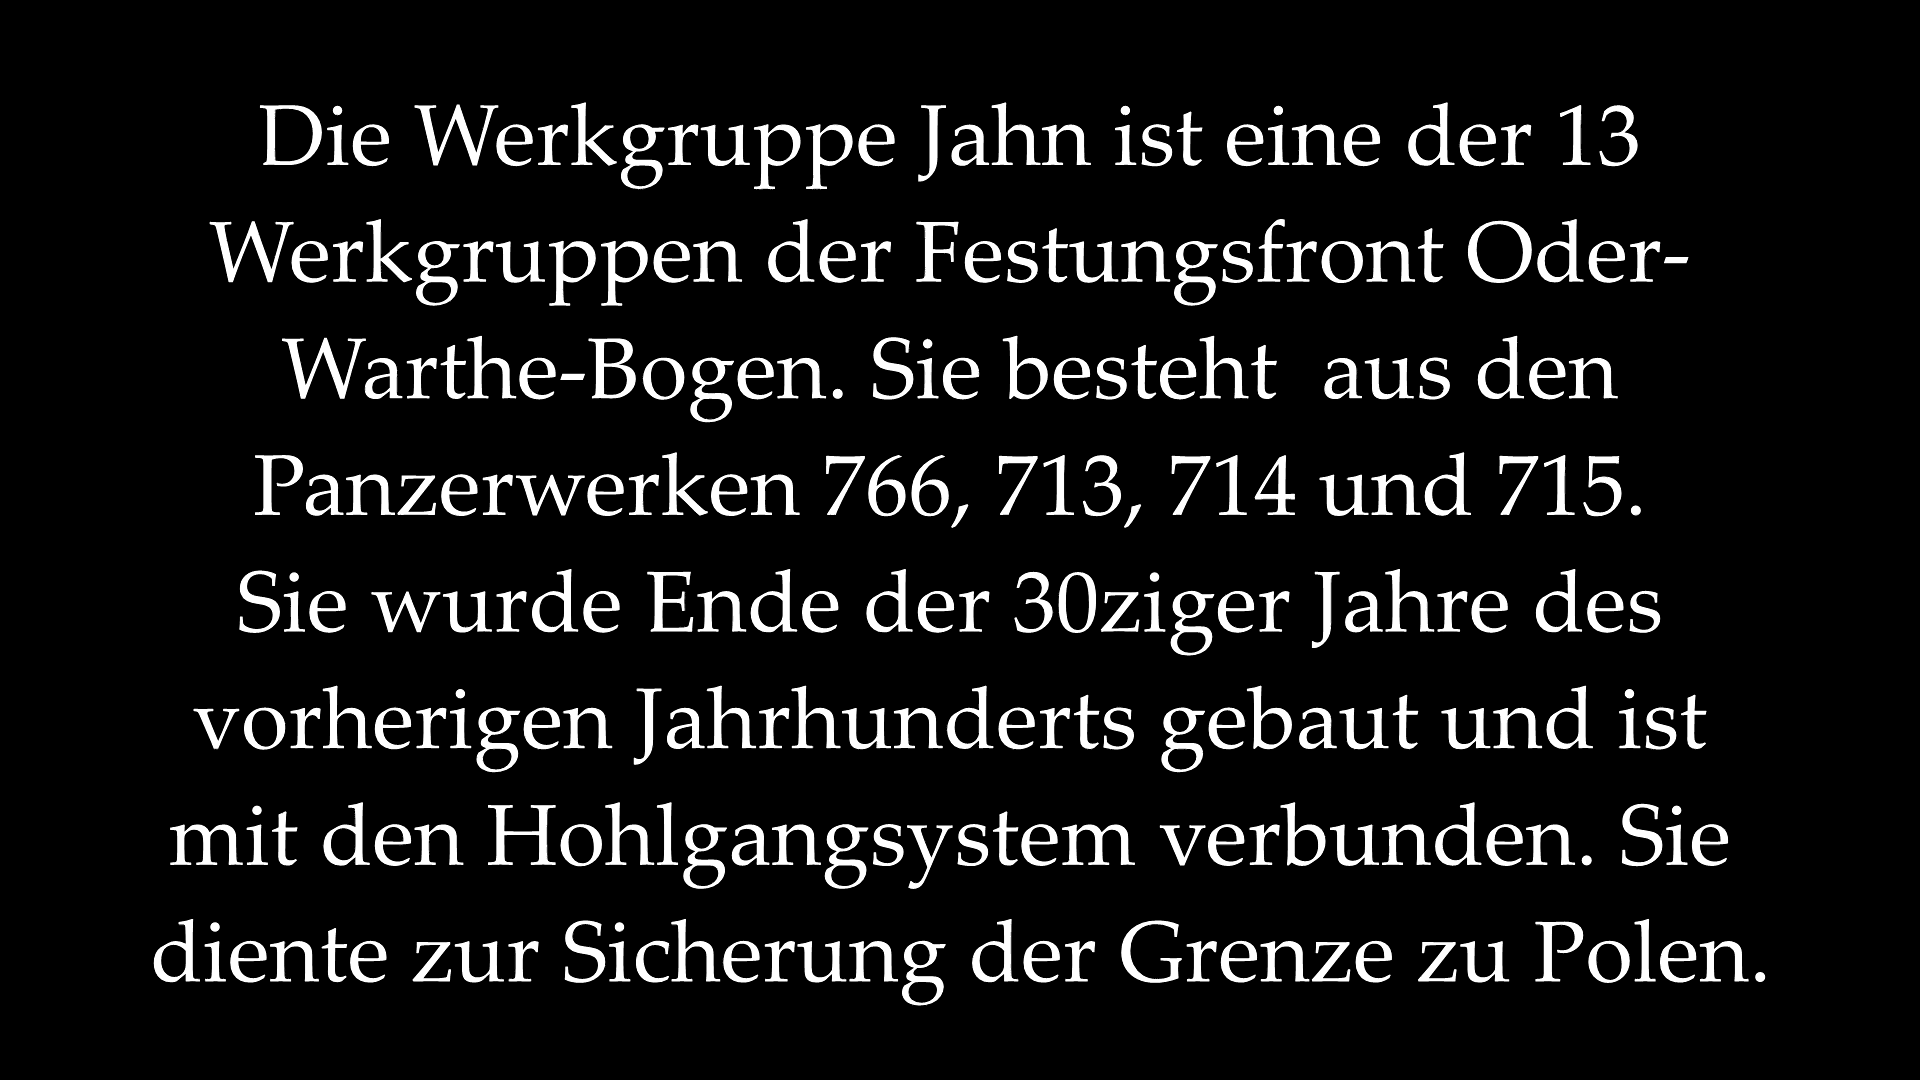 Die Werkgruppe Jahn ist eine der 13
Werkgruppen der Festungsfront Oder-
Warthe-Bogen. Sie besteht  aus den
Panzerwerken 766, 713, 714 und 715.
Sie wurde Ende der 30ziger Jahre des
vorherigen Jahrhunderts gebaut und ist
mit den Hohlgangsystem verbunden. Sie
diente zur Sicherung der Grenze zu Polen.